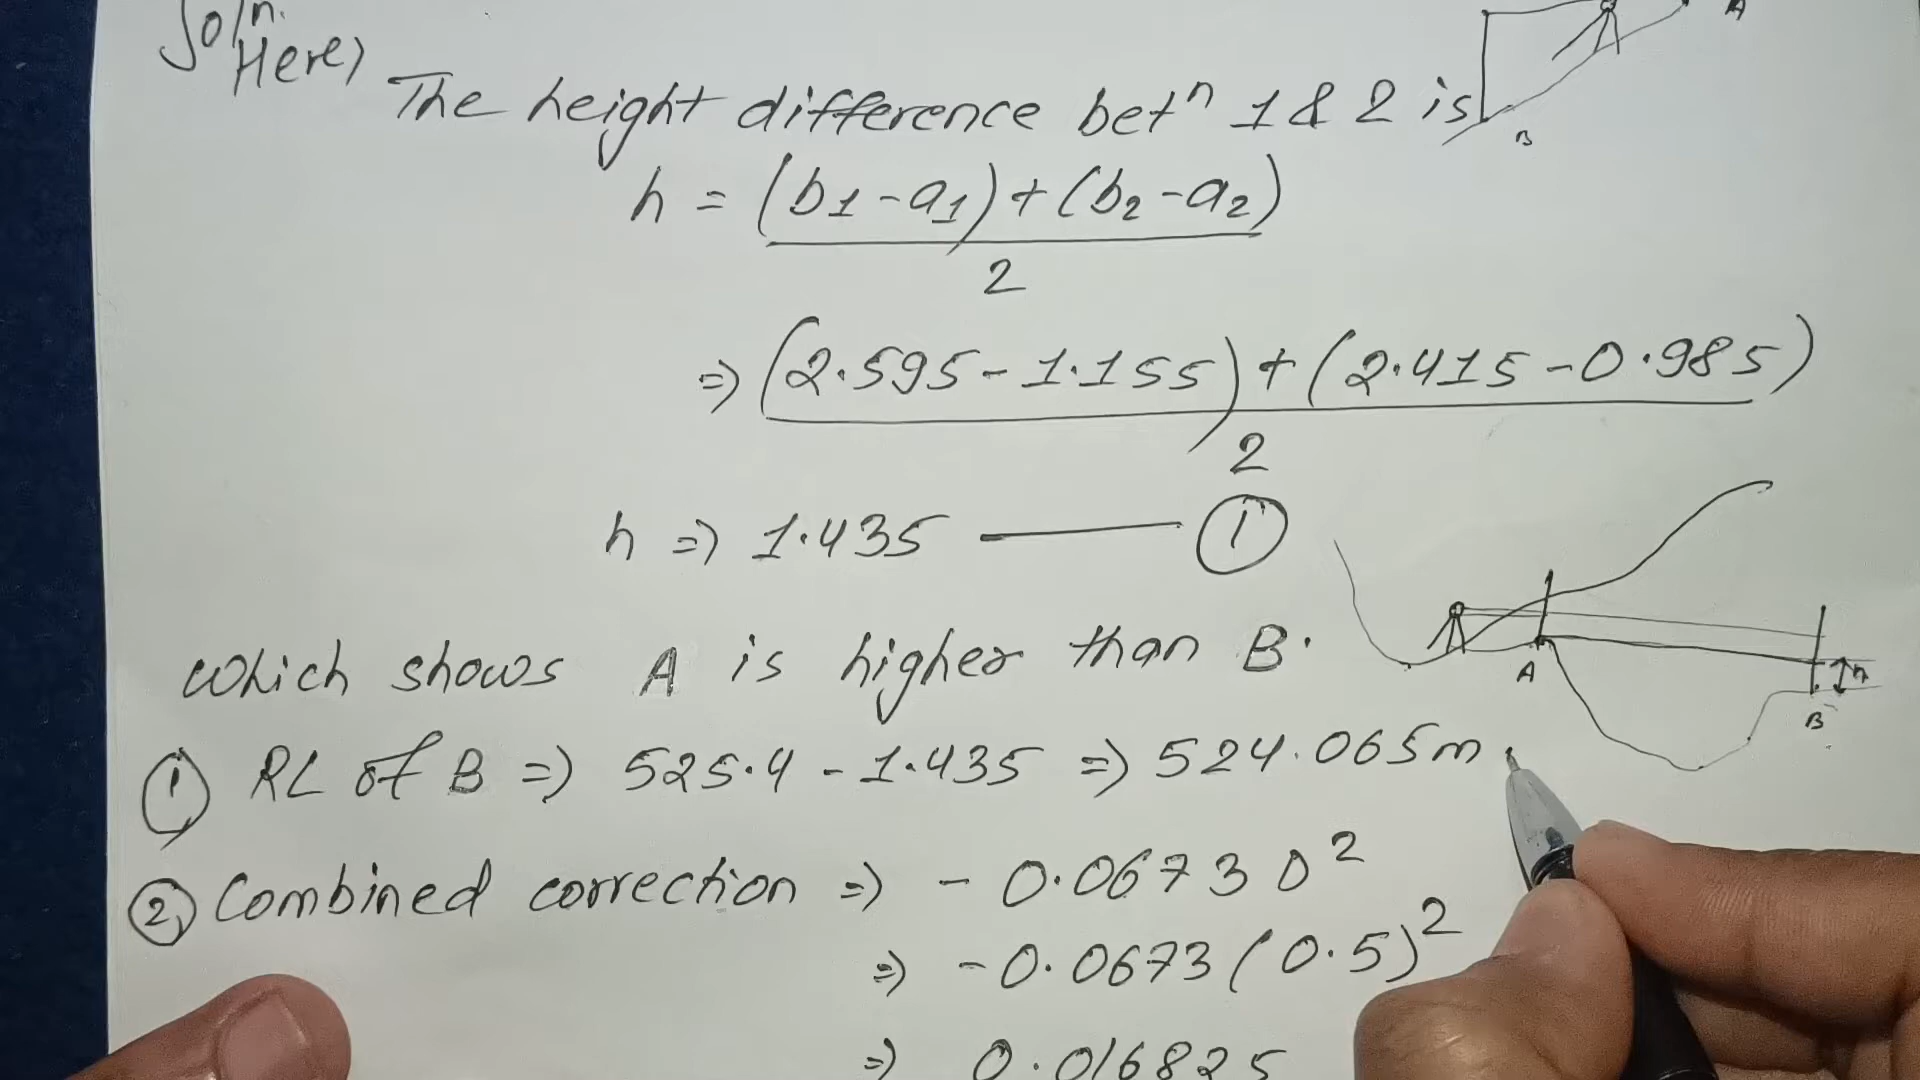 Soln.
Here,
The height difference betⁿ 1 & 2 is
h = (b1 - a1) + (b2 - a2)
2
=) (2.595 - 1.155) + (2.415 - 0.985)
2
h =) 1.435 —— (1)
which shows A is higher than B.
(1) RL of B =) 525.4 - 1.435 =) 524.065m
(2) Combined correction =) - 0.0673 D²
=) - 0.0673 (0.5)²
=) 0.016825
A
B
A
h
B